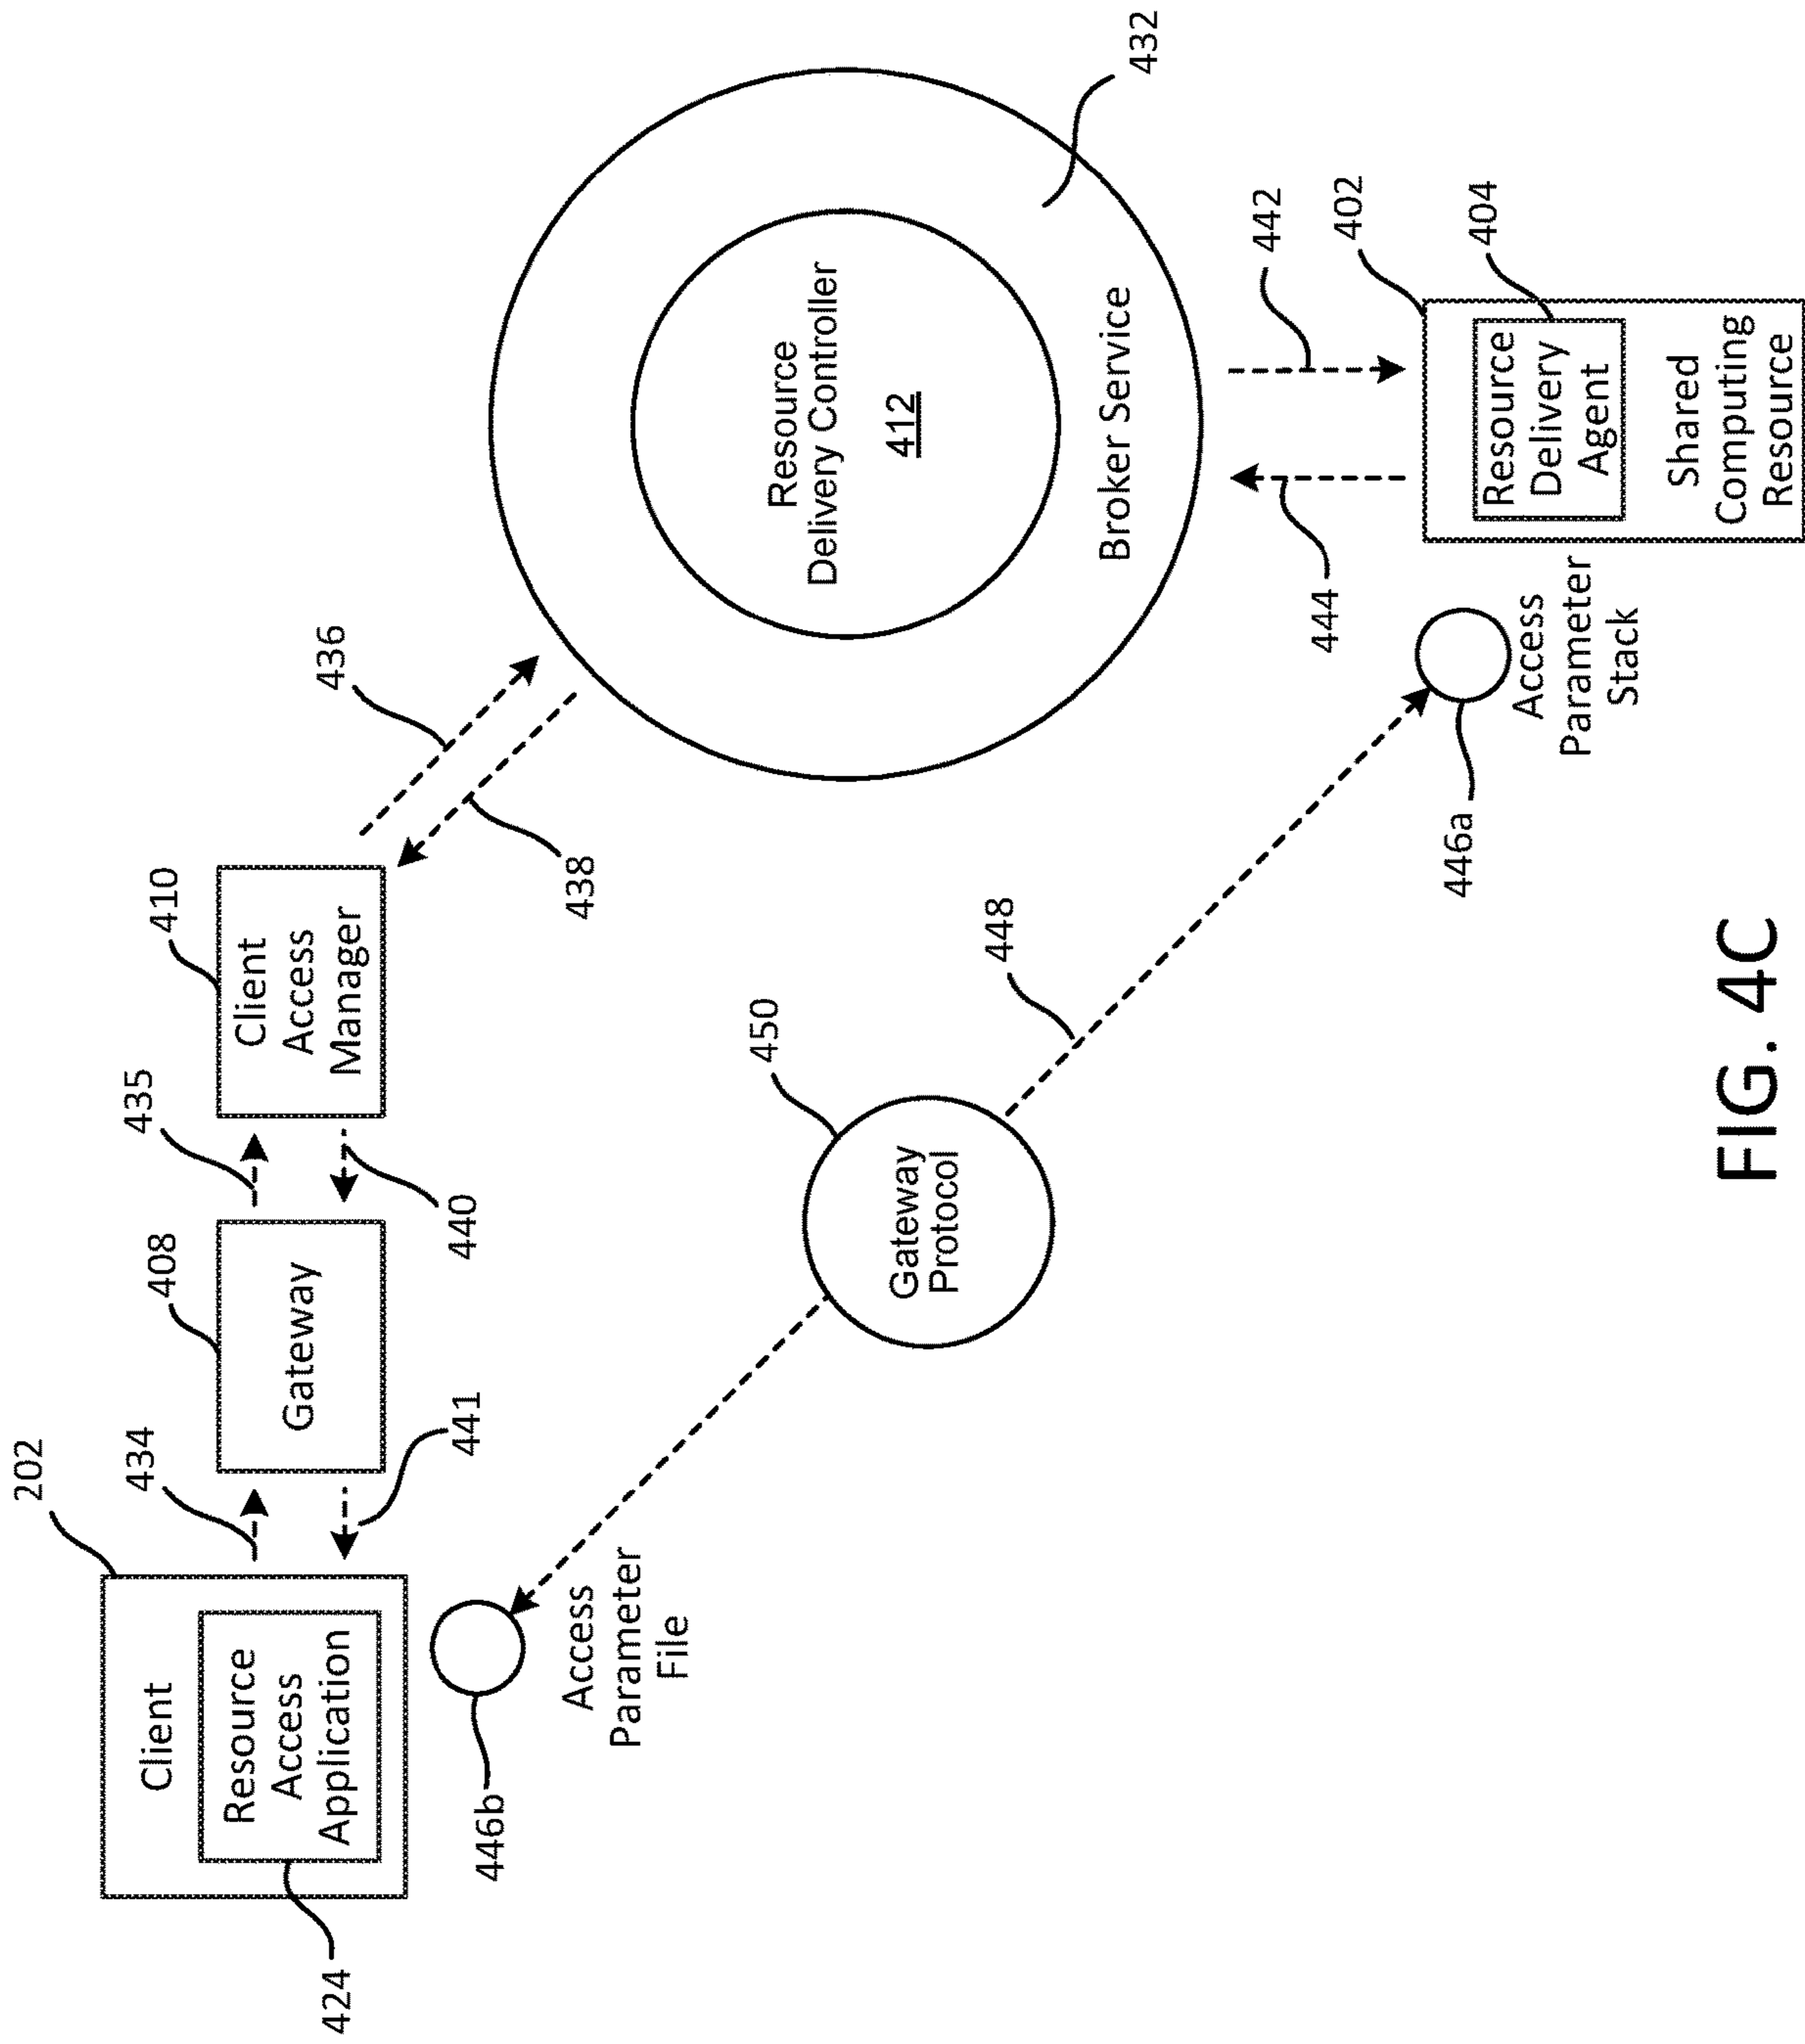 202
434
408
435
410
436
Client
Resource
Access
Application
424
Gateway
441
440
Client
Access
Manager
438
446b
Access
Parameter
File
Gateway
Protocol
450
448
Resource
Delivery Controller
412
Broker Service
432
444
442
402
404
Resource
Delivery
Agent
Shared
Computing
Resource
446a
Access
Parameter
Stack
FIG. 4C